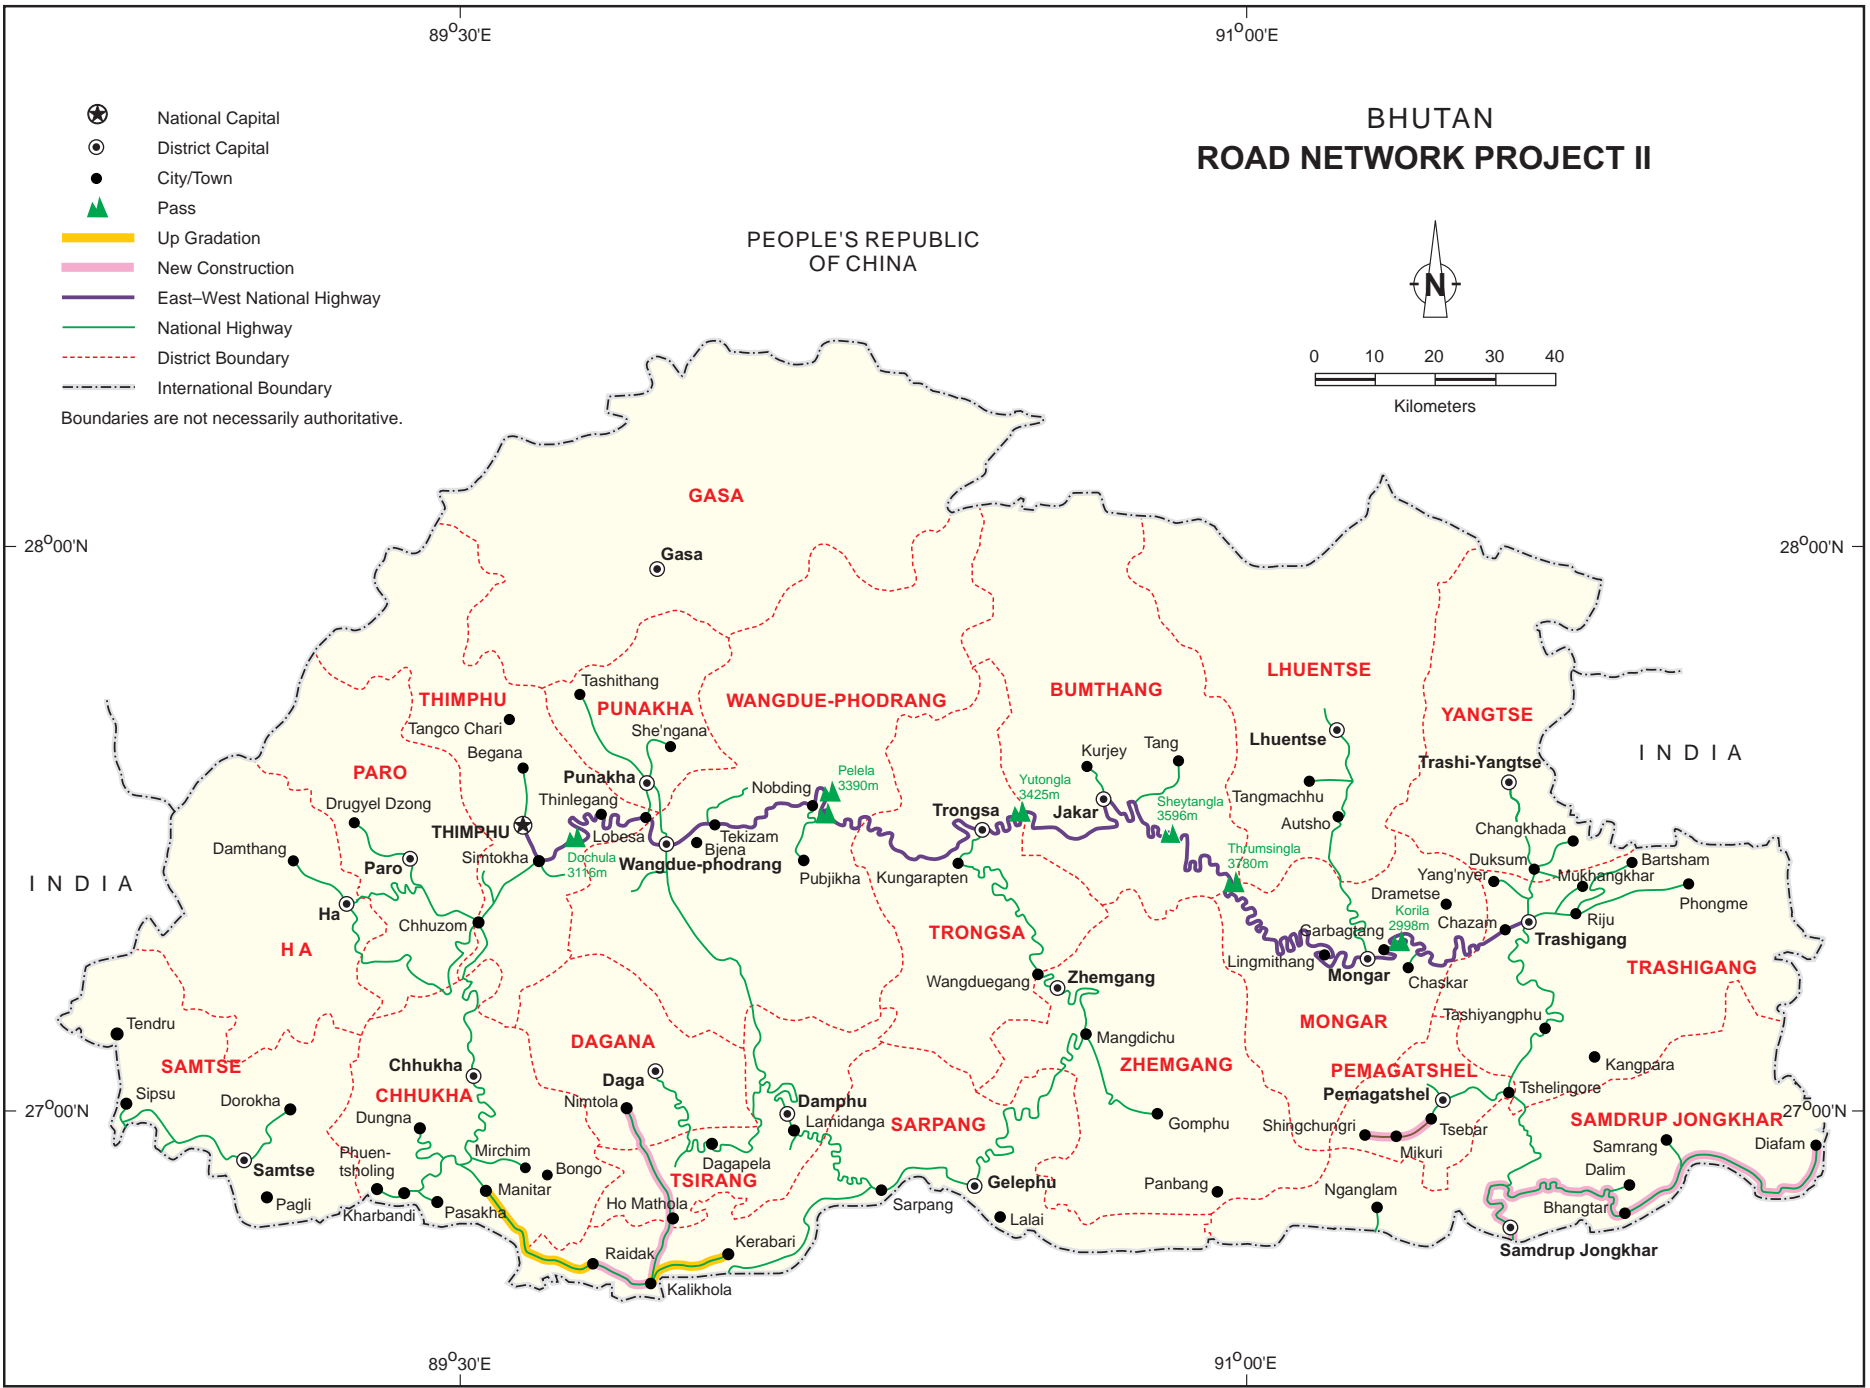 89°30'E
91°00'E
National Capital
District Capital
City/Town
Pass
Up Gradation
New Construction
East–West National Highway
National Highway
District Boundary
International Boundary
Boundaries are not necessarily authoritative.
BHUTAN
ROAD NETWORK PROJECT II
PEOPLE'S REPUBLIC
OF CHINA
N
0 10 20 30 40
Kilometers
28°00'N
28°00'N
GASA
Gasa
THIMPHU
Tangco Chari
Begana
THIMPHU
Simtokha
Tashithang
PUNAKHA
She'ngana
Punakha
Thinlegang
Lobesa
Dochula
3116m
WANGDUE-PHODRANG
Nobding
Pelela
3390m
Tekizam
Bjena
Wangdue-phodrang
Pubjikha
BUMTHANG
Kurjey
Tang
Jakar
Yutongla
3425m
Sheytangla
3596m
Thrumsingla
3780m
Trongsa
Kungarapten
TRONGSA
LHUENTSE
Lhuentse
Tangmachhu
Autsho
YANGTSE
Trashi-Yangtse
Changkhada
Duksum
Yang'nyer
Bartsham
Mukhangkhar
Drametse
Phongme
Chazam
Riju
Trashigang
INDIA
TRASHIGANG
Korila
2998m
Garbagtang
Lingmithang
Mongar
Chaskar
MONGAR
Tashiyangphu
Kangpara
PARO
Drugyel Dzong
Paro
Damthang
Ha
Chhuzom
INDIA
HA
Tendru
SAMTSE
Sipsu
Dorokha
Samtse
Pagli
Chhukha
CHHUKHA
Dungna
Mirchim
Phuen-
tsholing
Bongo
Manitar
Kharbandi
Pasakha
DAGANA
Daga
Nimtola
Dagapela
TSIRANG
Ho Mathola
Raidak
Kerabari
Kalikhola
Damphu
Lamidanga
SARPANG
Sarpang
Gelephu
Lalai
Wangduegang
Zhemgang
Mangdichu
ZHEMGANG
Gomphu
Panbang
PEMAGATSHEL
Pemagatshel
Tshelingore
Shingchungri
Tsebar
Mikuri
Nganglam
SAMDRUP JONGKHAR
Samrang
Diafam
Dalim
Bhangtar
Samdrup Jongkhar
27°00'N
27°00'N
89°30'E
91°00'E